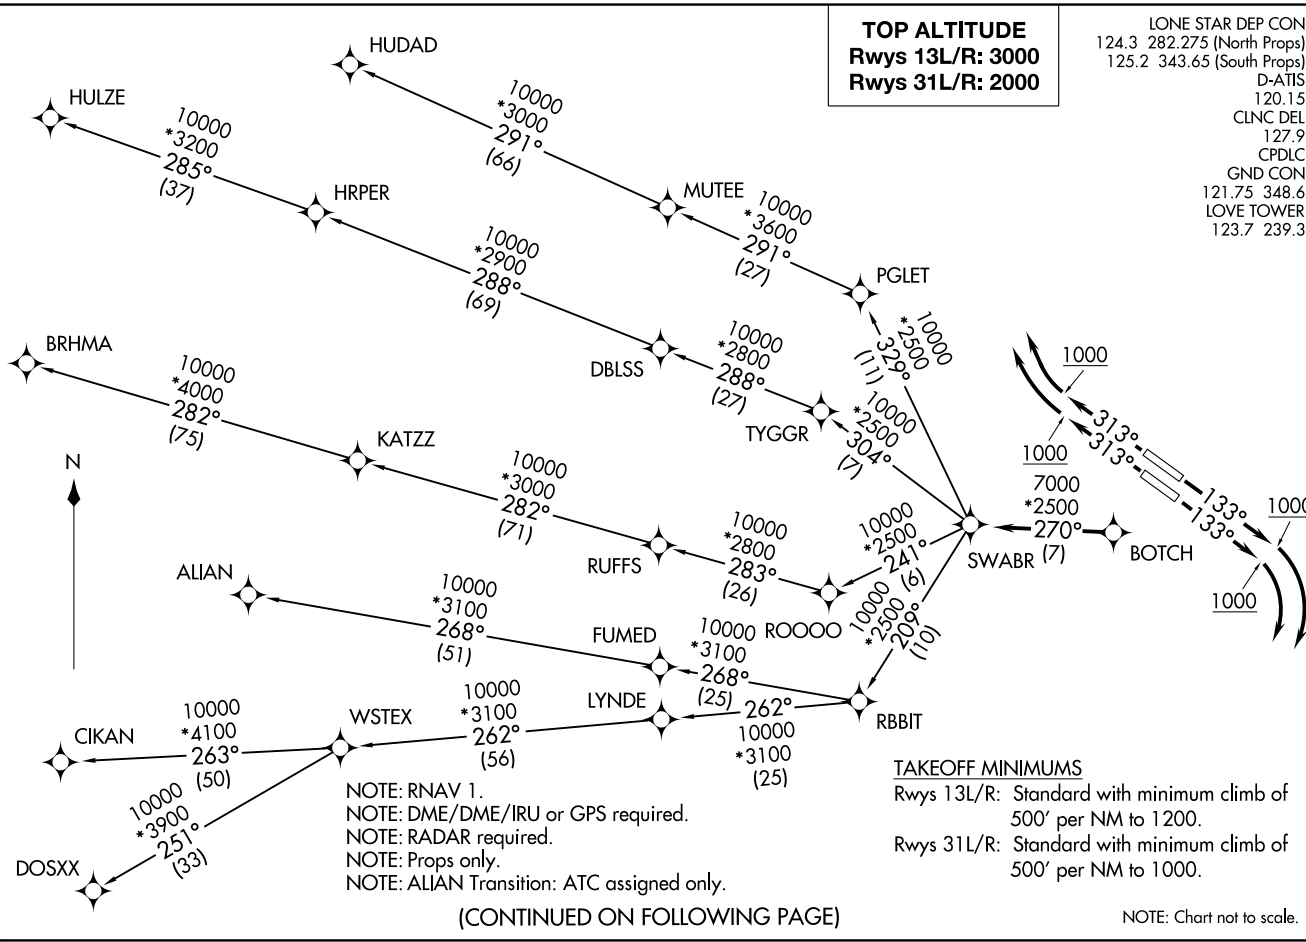 TOP ALTITUDE
Rwys 13L/R: 3000
Rwys 31L/R: 2000
LONE STAR DEP CON
124.3 282.275 (North Props)
125.2 343.65 (South Props)
D-ATIS
120.15
CLNC DEL
127.9
CPDLC
GND CON
121.75 348.6
LOVE TOWER
123.7 239.3
HUDAD
10000
*3000
291°
(66)
HULZE
10000
*3200
285°
(37)
HRPER
MUTEE
10000
*3600
291°
(27)
PGLET
10000
*2900
288°
(69)
10000
*2500
329°
(11)
BRHMA
10000
*4000
282°
(75)
DBLSS
10000
*2800
288°
(27)
TYGGR
10000
*2500
304°
(7)
1000
313°
313°
1000
133°
133°
1000
1000
N
KATZZ
10000
*3000
282°
(71)
RUFFS
10000
*2800
283°
(26)
ROOOO
10000
*2500
241°
(6)
SWABR
7000
*2500
270°
(7)
BOTCH
10000
*2500
209°
(10)
ALIAN
10000
*3100
268°
(51)
FUMED
10000
*3100
268°
(25)
RBBIT
LYNDE
262°
10000
*3100
(25)
WSTEX
10000
*3100
262°
(56)
CIKAN
10000
*4100
263°
(50)
10000
*3900
251°
(33)
DOSXX
NOTE: RNAV 1.
NOTE: DME/DME/IRU or GPS required.
NOTE: RADAR required.
NOTE: Props only.
NOTE: ALIAN Transition: ATC assigned only.
TAKEOFF MINIMUMS
Rwys 13L/R: Standard with minimum climb of
500' per NM to 1200.
Rwys 31L/R: Standard with minimum climb of
500' per NM to 1000.
(CONTINUED ON FOLLOWING PAGE)
NOTE: Chart not to scale.